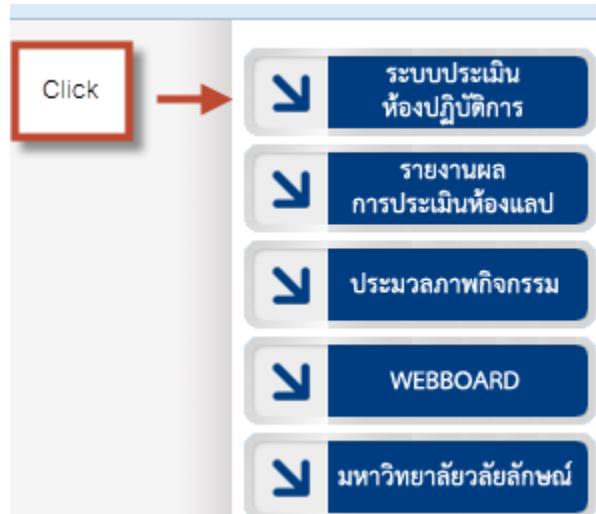 Click
ระบบประเมิน
ห้องปฏิบัติการ
รายงานผล
การประเมินห้องแลป
ประมวลภาพกิจกรรม
WEBBOARD
มหาวิทยาลัยวลัยลักษณ์